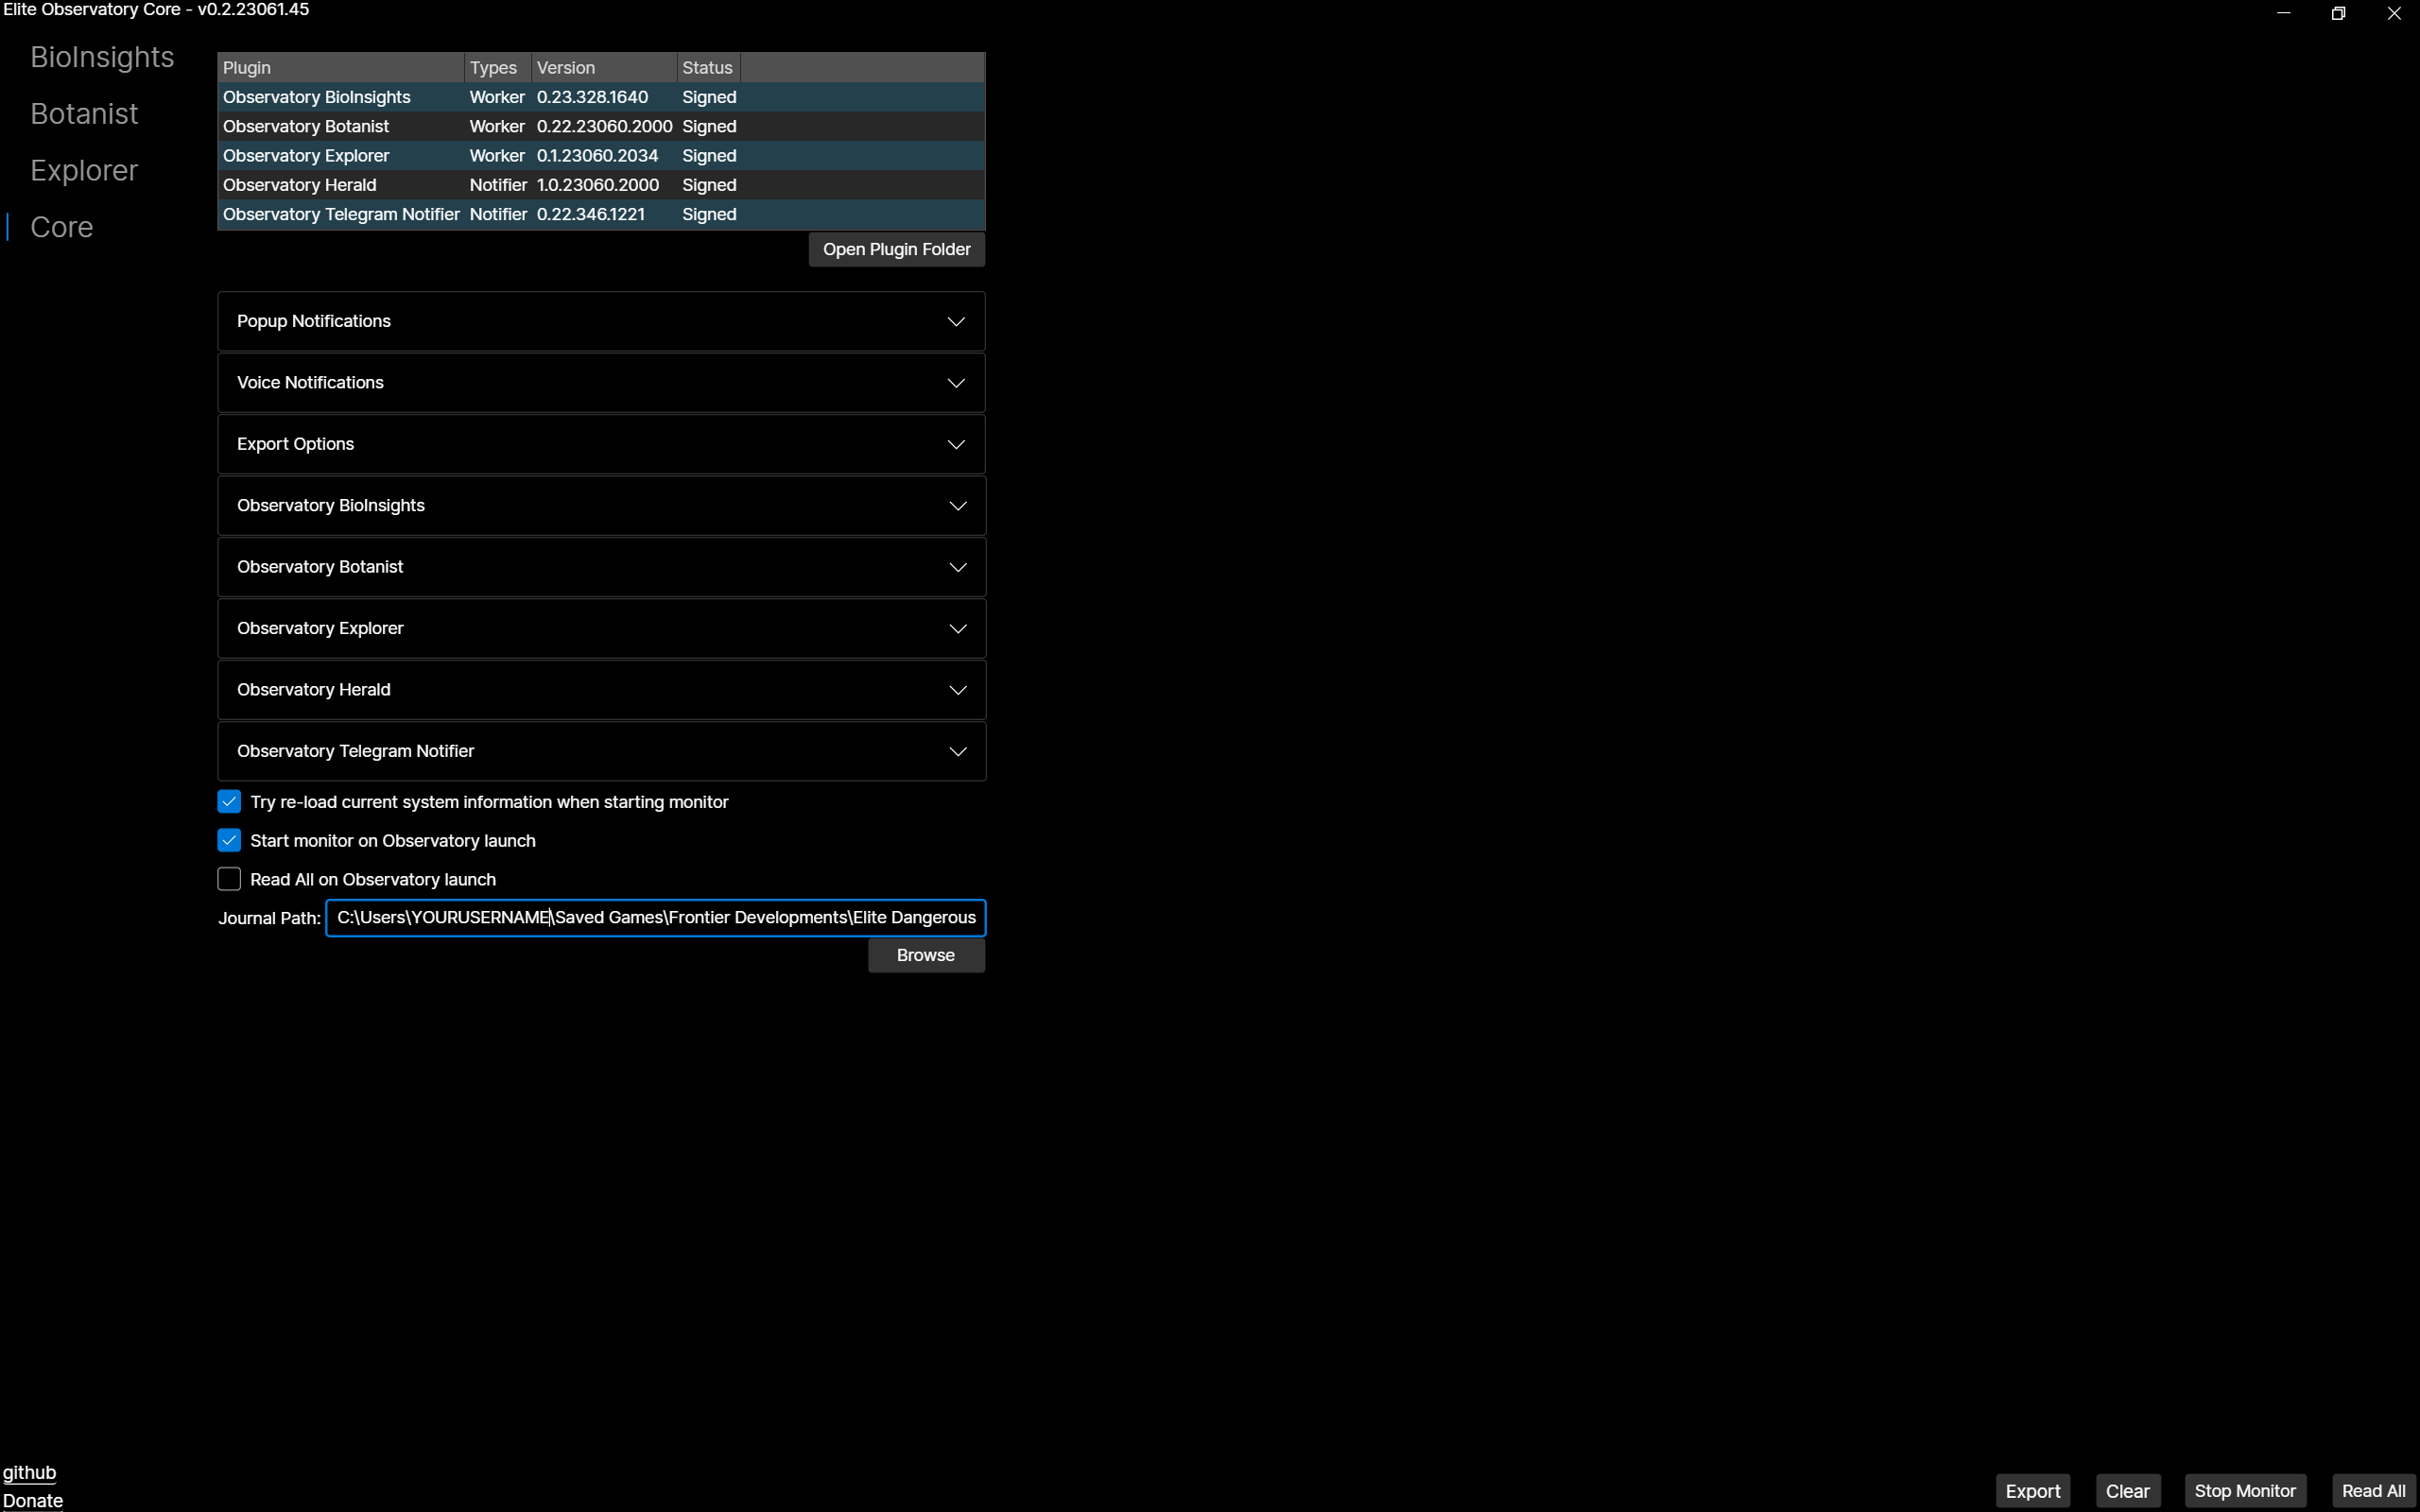 Elite Observatory Core - v0.2.23061.45
BioInsights
Botanist
Explorer
Core
Plugin Types Version Status
Observatory BioInsights Worker 0.23.328.1640 Signed
Observatory Botanist Worker 0.22.23060.2000 Signed
Observatory Explorer Worker 0.1.23060.2034 Signed
Observatory Herald Notifier 1.0.23060.2000 Signed
Observatory Telegram Notifier Notifier 0.22.346.1221 Signed
Open Plugin Folder
Popup Notifications
Voice Notifications
Export Options
Observatory BioInsights
Observatory Botanist
Observatory Explorer
Observatory Herald
Observatory Telegram Notifier
Try re-load current system information when starting monitor
Start monitor on Observatory launch
Read All on Observatory launch
Journal Path: C:\Users\YOURUSERNAME\Saved Games\Frontier Developments\Elite Dangerous
Browse
github
Donate
Export Clear Stop Monitor Read All